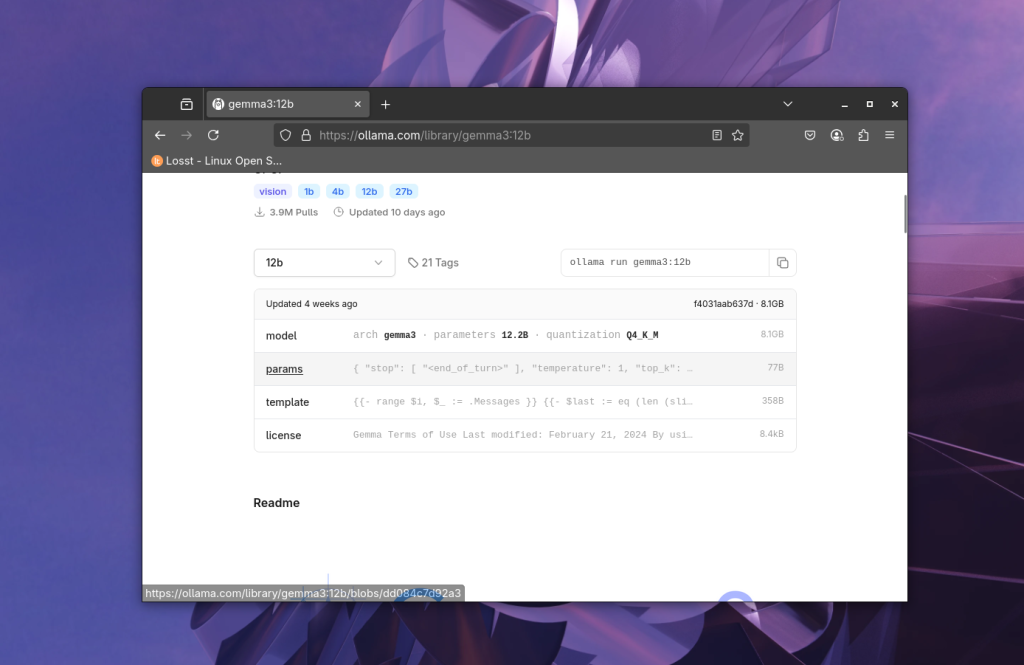 gemma3:12b
https://ollama.com/library/gemma3:12b
Losst - Linux Open S...
vision 1b 4b 12b 27b
3.9M Pulls Updated 10 days ago
12b 21 Tags ollama run gemma3:12b
Updated 4 weeks ago f4031aab637d · 8.1GB
model arch gemma3 · parameters 12.2B · quantization Q4_K_M 8.1GB
params { "stop": [ "<end_of_turn>" ], "temperature": 1, "top_k": … 77B
template {{- range $i, $_ := .Messages }} {{- $last := eq (len (sli… 358B
license Gemma Terms of Use Last modified: February 21, 2024 By usi… 8.4kB
Readme
https://ollama.com/library/gemma3:12b/blobs/dd084c7d92a3